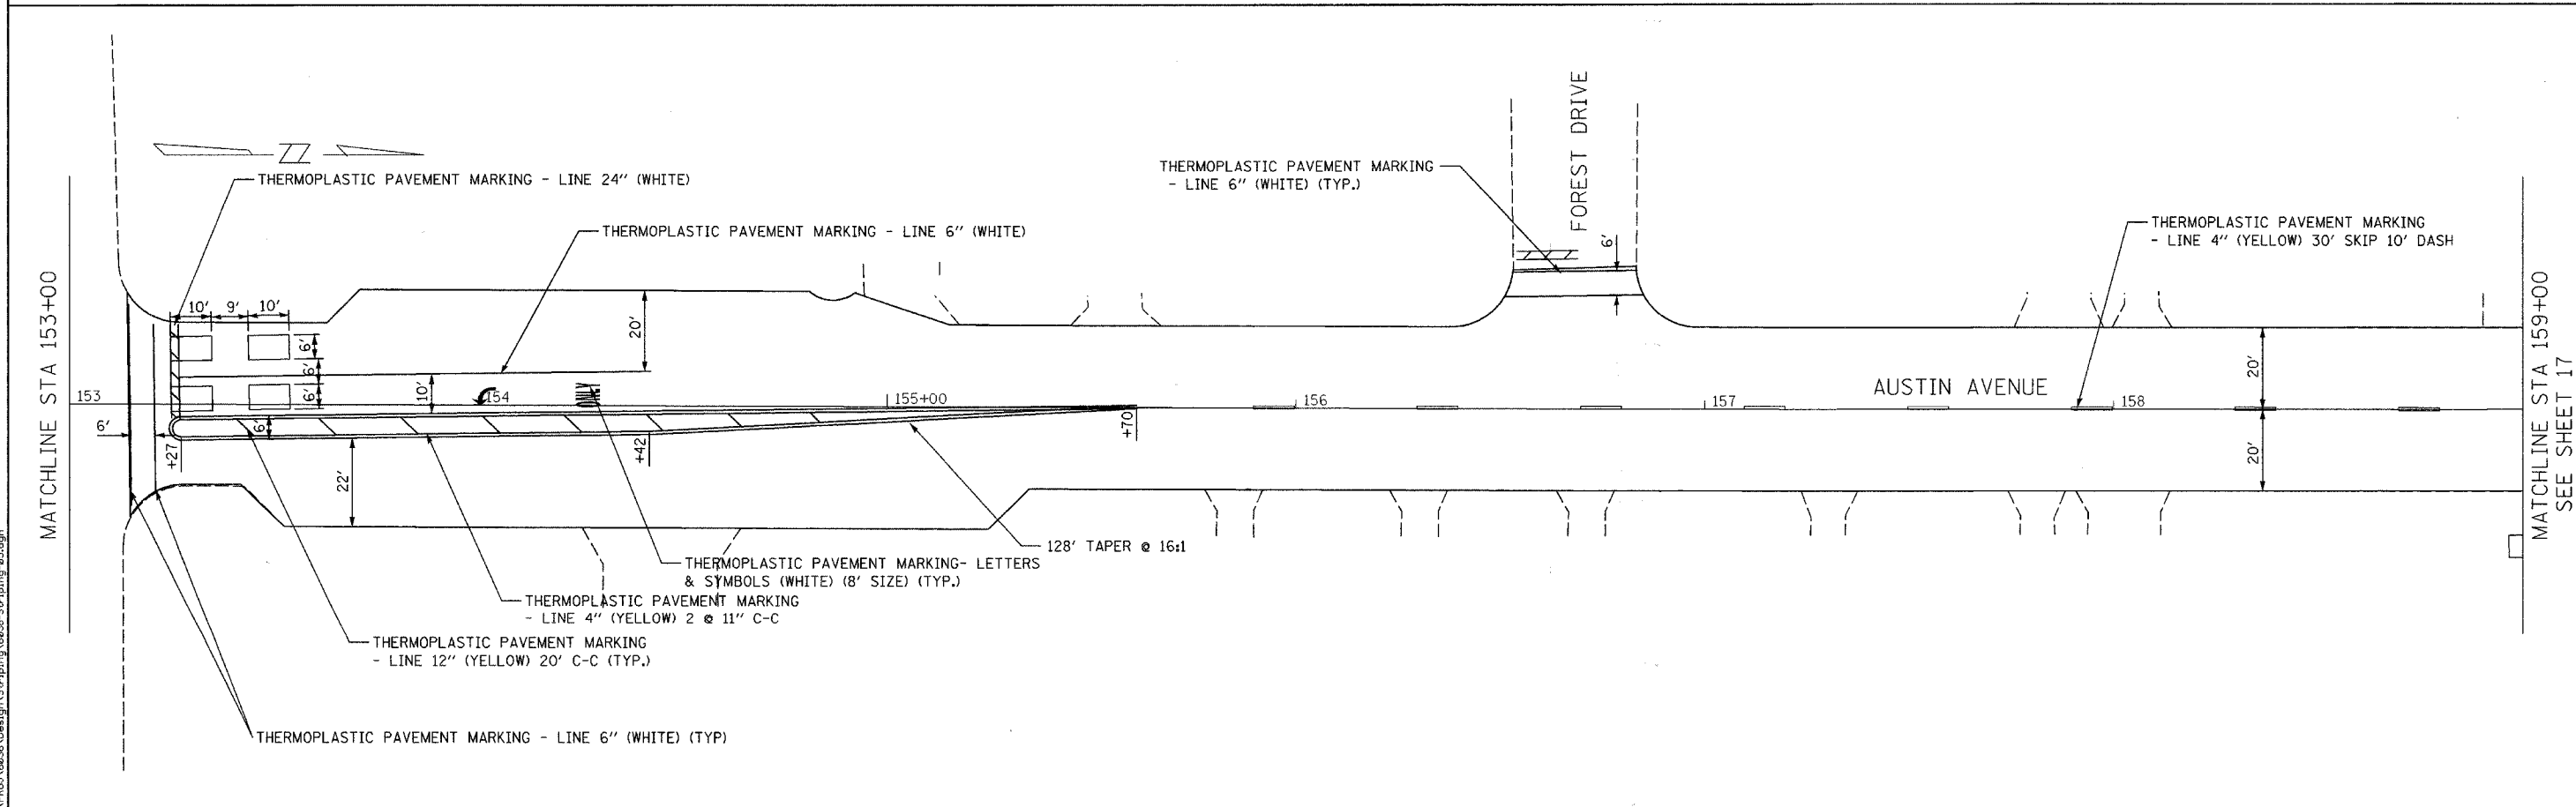 FOREST DRIVE
THERMOPLASTIC PAVEMENT MARKING - LINE 24" (WHITE)
THERMOPLASTIC PAVEMENT MARKING
- LINE 6" (WHITE) (TYP.)
THERMOPLASTIC PAVEMENT MARKING - LINE 6" (WHITE)
THERMOPLASTIC PAVEMENT MARKING
- LINE 4" (YELLOW) 30' SKIP 10' DASH
6'
MATCHLINE STA 153+00
10' 9' 10'
6'
6'
6'
20'
10'
20'
AUSTIN AVENUE
153
154
ONLY
155+00
156
157
158
6'
6'
+27
+42
+70
22'
20'
MATCHLINE STA 159+00
SEE SHEET 17
128' TAPER @ 16:1
THERMOPLASTIC PAVEMENT MARKING- LETTERS
& SYMBOLS (WHITE) (8' SIZE) (TYP.)
THERMOPLASTIC PAVEMENT MARKING
- LINE 4" (YELLOW) 2 @ 11" C-C
THERMOPLASTIC PAVEMENT MARKING
- LINE 12" (YELLOW) 20' C-C (TYP.)
THERMOPLASTIC PAVEMENT MARKING - LINE 6" (WHITE) (TYP)